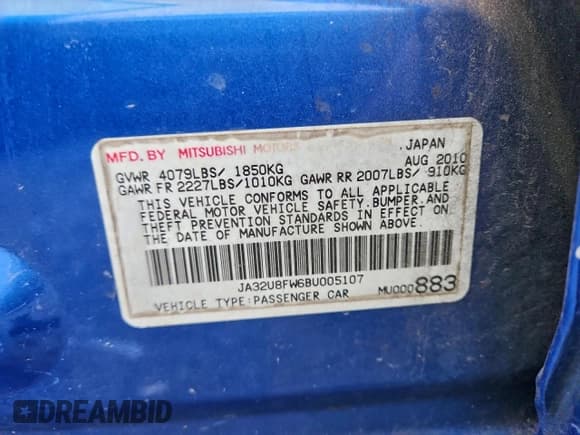 MFD. BY MITSUBISHI MOTORS JAPAN
AUG 2010
GVWR 4079LBS/ 1850KG
GAWR FR 2227LBS/1010KG GAWR RR 2007LBS/ 910KG
THIS VEHICLE CONFORMS TO ALL APPLICABLE
FEDERAL MOTOR VEHICLE SAFETY.BUMPER.AND
THEFT PREVENTION STANDARDS IN EFFECT ON
THE DATE OF MANUFACTURE SHOWN ABOVE.
JA32U8FW6BU005107
VEHICLE TYPE:PASSENGER CAR MU000883
DREAMBID